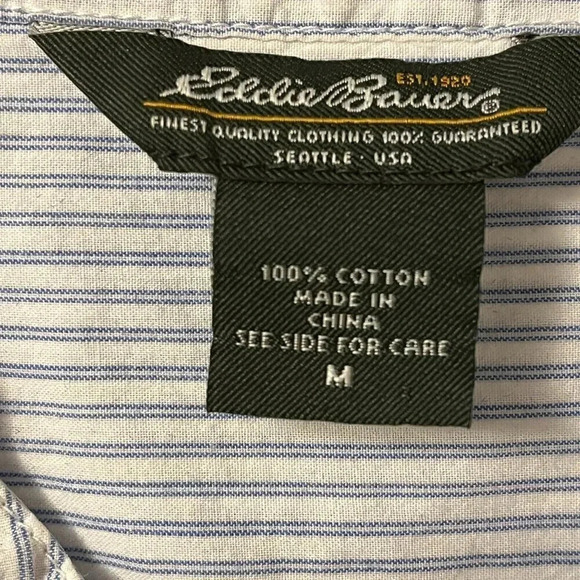 EST. 1920
Eddie Bauer®
FINEST QUALITY CLOTHING 100% GUARANTEED
SEATTLE · USA
100% COTTON
MADE IN
CHINA
SEE SIDE FOR CARE
M